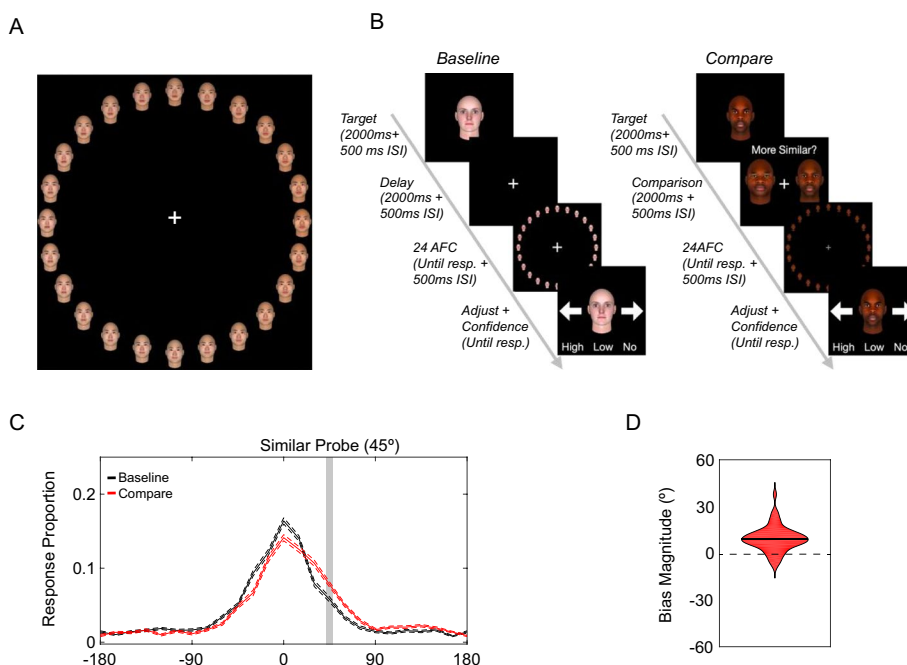 A
B
Baseline
Target
(2000ms+
500 ms ISI)
Delay
(2000ms +
500ms ISI)
24 AFC
(Until resp. +
500ms ISI)
Adjust +
Confidence
(Until resp.)
High Low No
Compare
Target
(2000ms+
500 ms ISI)
More Similar?
Comparison
(2000ms +
500ms ISI)
24AFC
(Until resp. +
500ms ISI)
Adjust +
Confidence
(Until resp.)
High Low No
C
Similar Probe (45º)
Response Proportion
Baseline
Compare
0.2
0.1
0
-180 -90 0 90 180
D
Bias Magnitude (º)
60
30
0
-30
-60